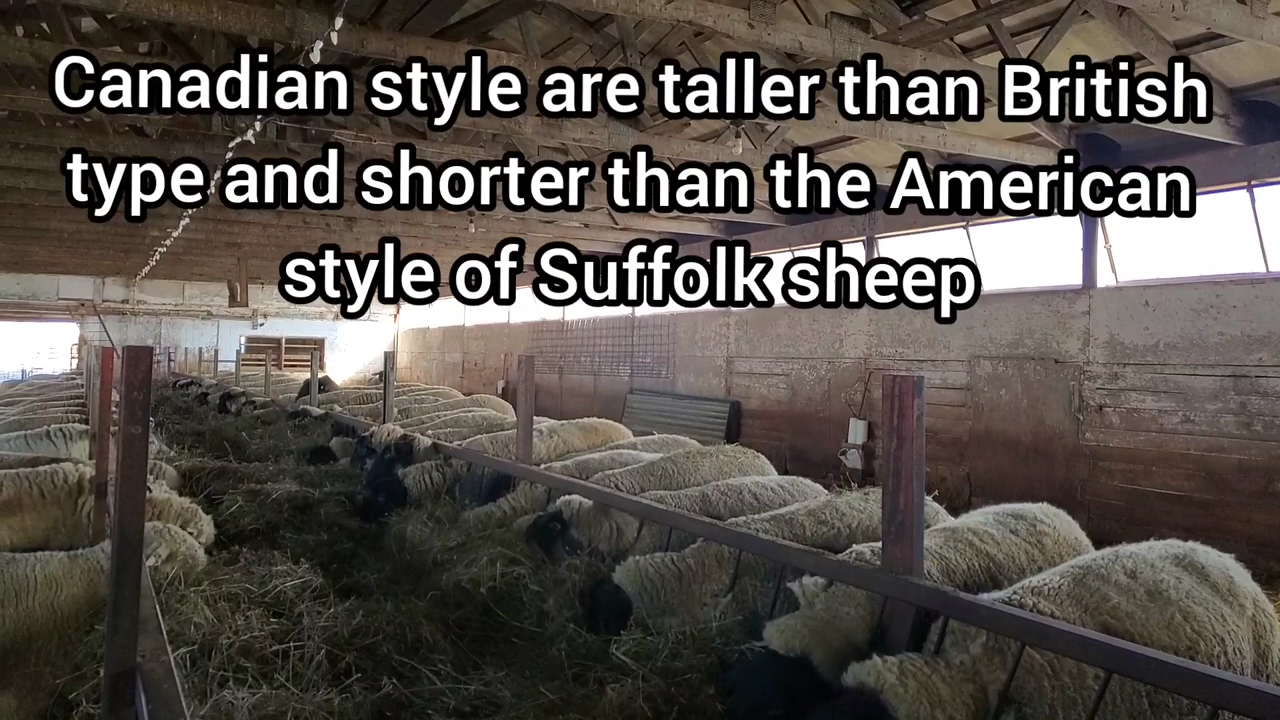 Canadian style are taller than British
type and shorter than the American
style of Suffolk sheep